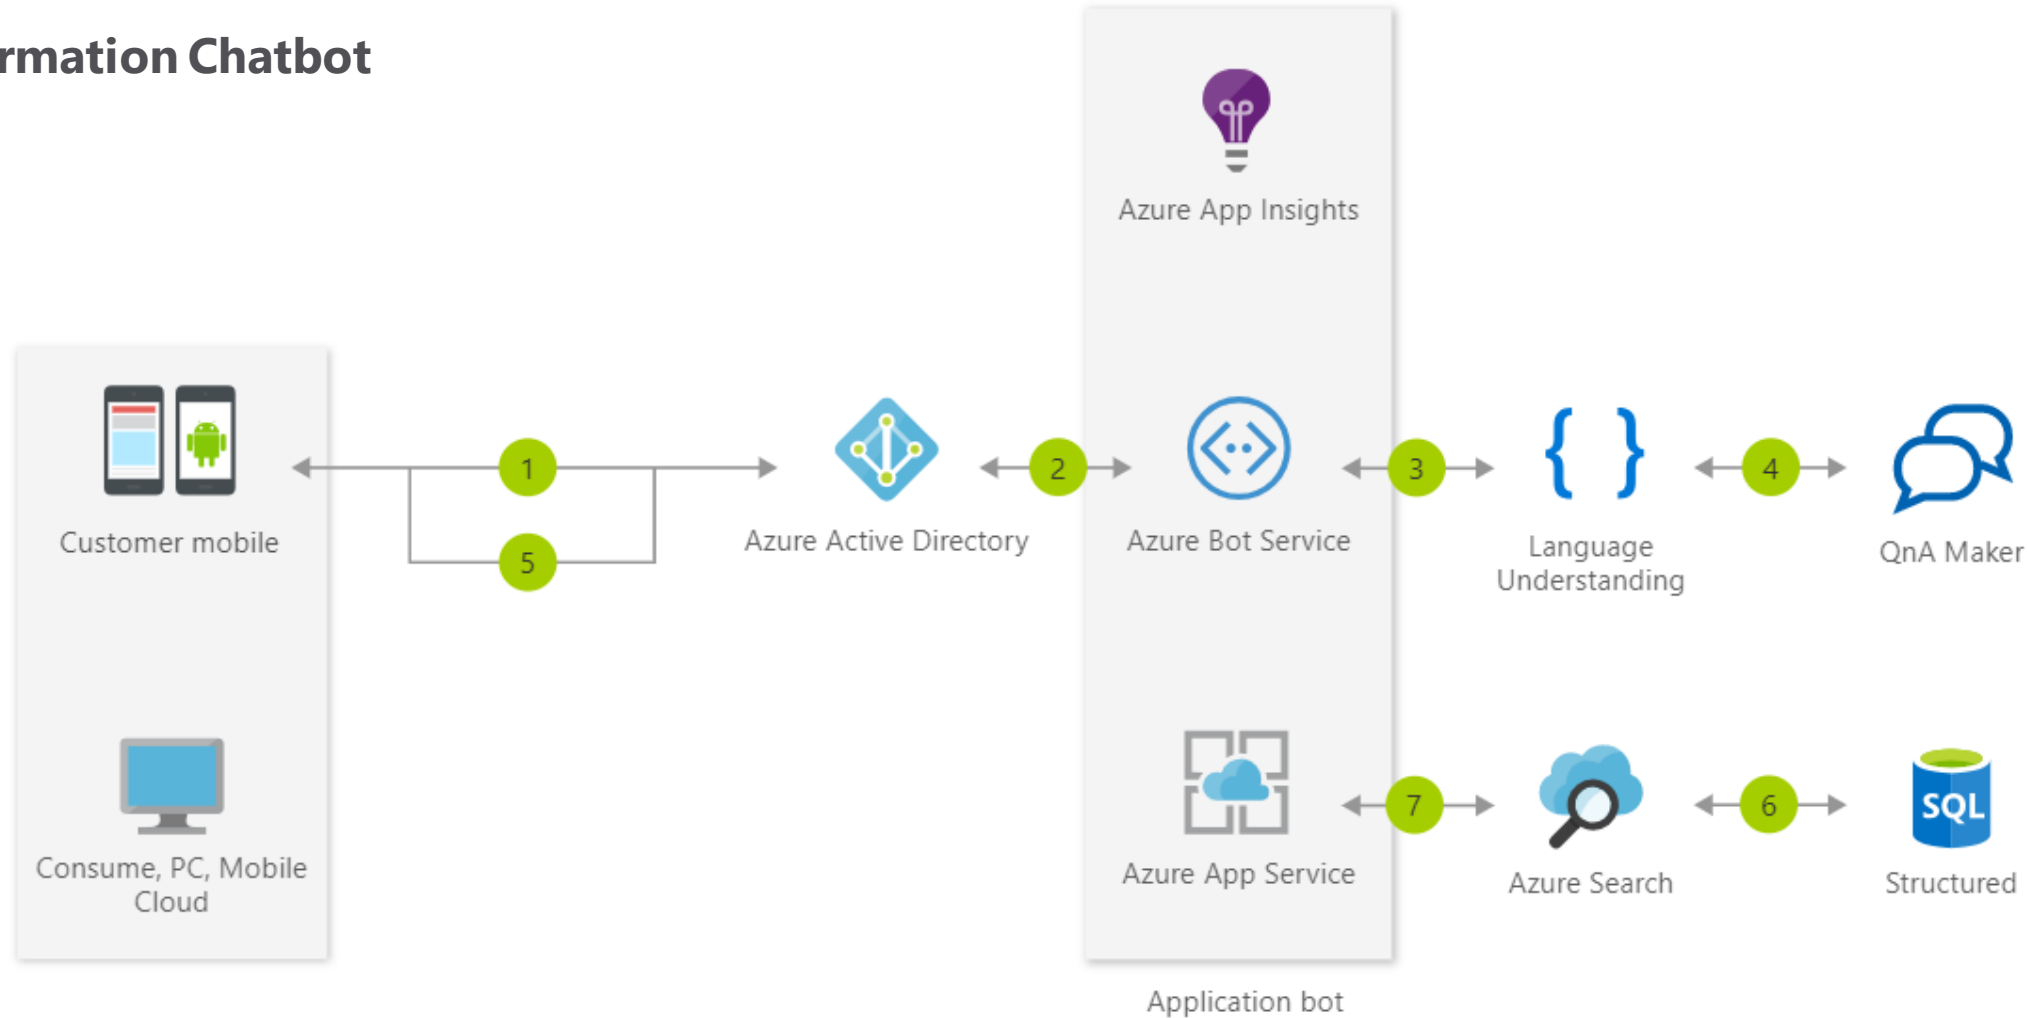 rmation Chatbot
Azure App Insights
1
2
3
4
5
Customer mobile
Azure Active Directory
Azure Bot Service
Language
Understanding
QnA Maker
7
6
SQL
Consume, PC, Mobile
Cloud
Azure App Service
Azure Search
Structured
Application bot